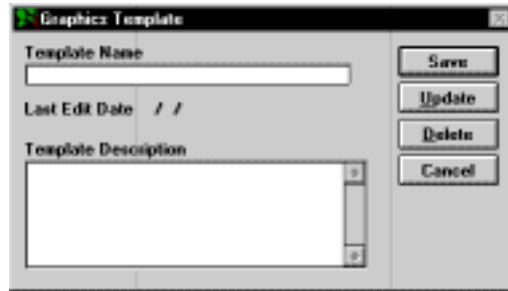 Graphics Template
Template Name
Save
Last Edit Date / /
Update
Delete
Template Description
Cancel